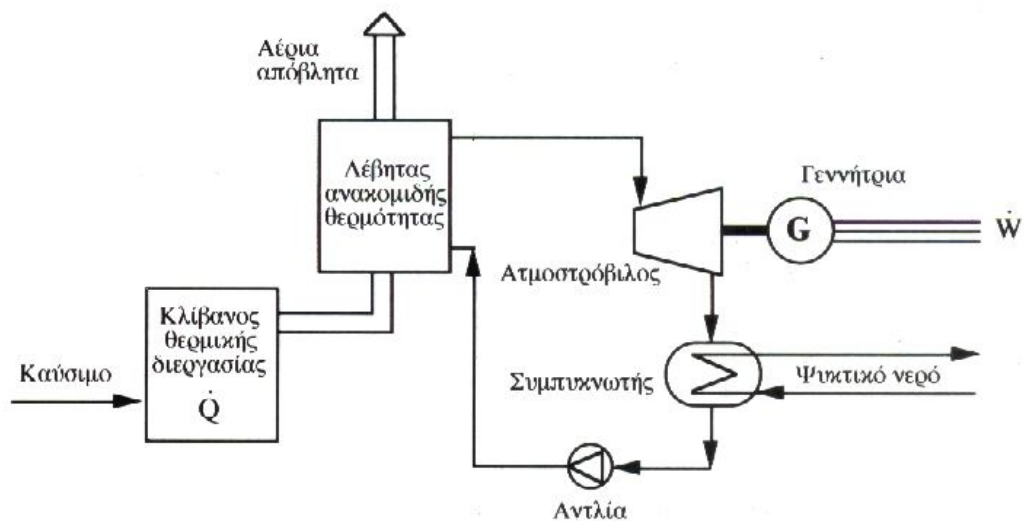 Αέρια
απόβλητα
Λέβητας
ανακομιδής
θερμότητας
Γεννήτρια
G
Ẇ
Ατμοστρόβιλος
Κλίβανος
θερμικής
διεργασίας
Q̇
Καύσιμο
Συμπυκνωτής
Ψυκτικό νερό
Αντλία